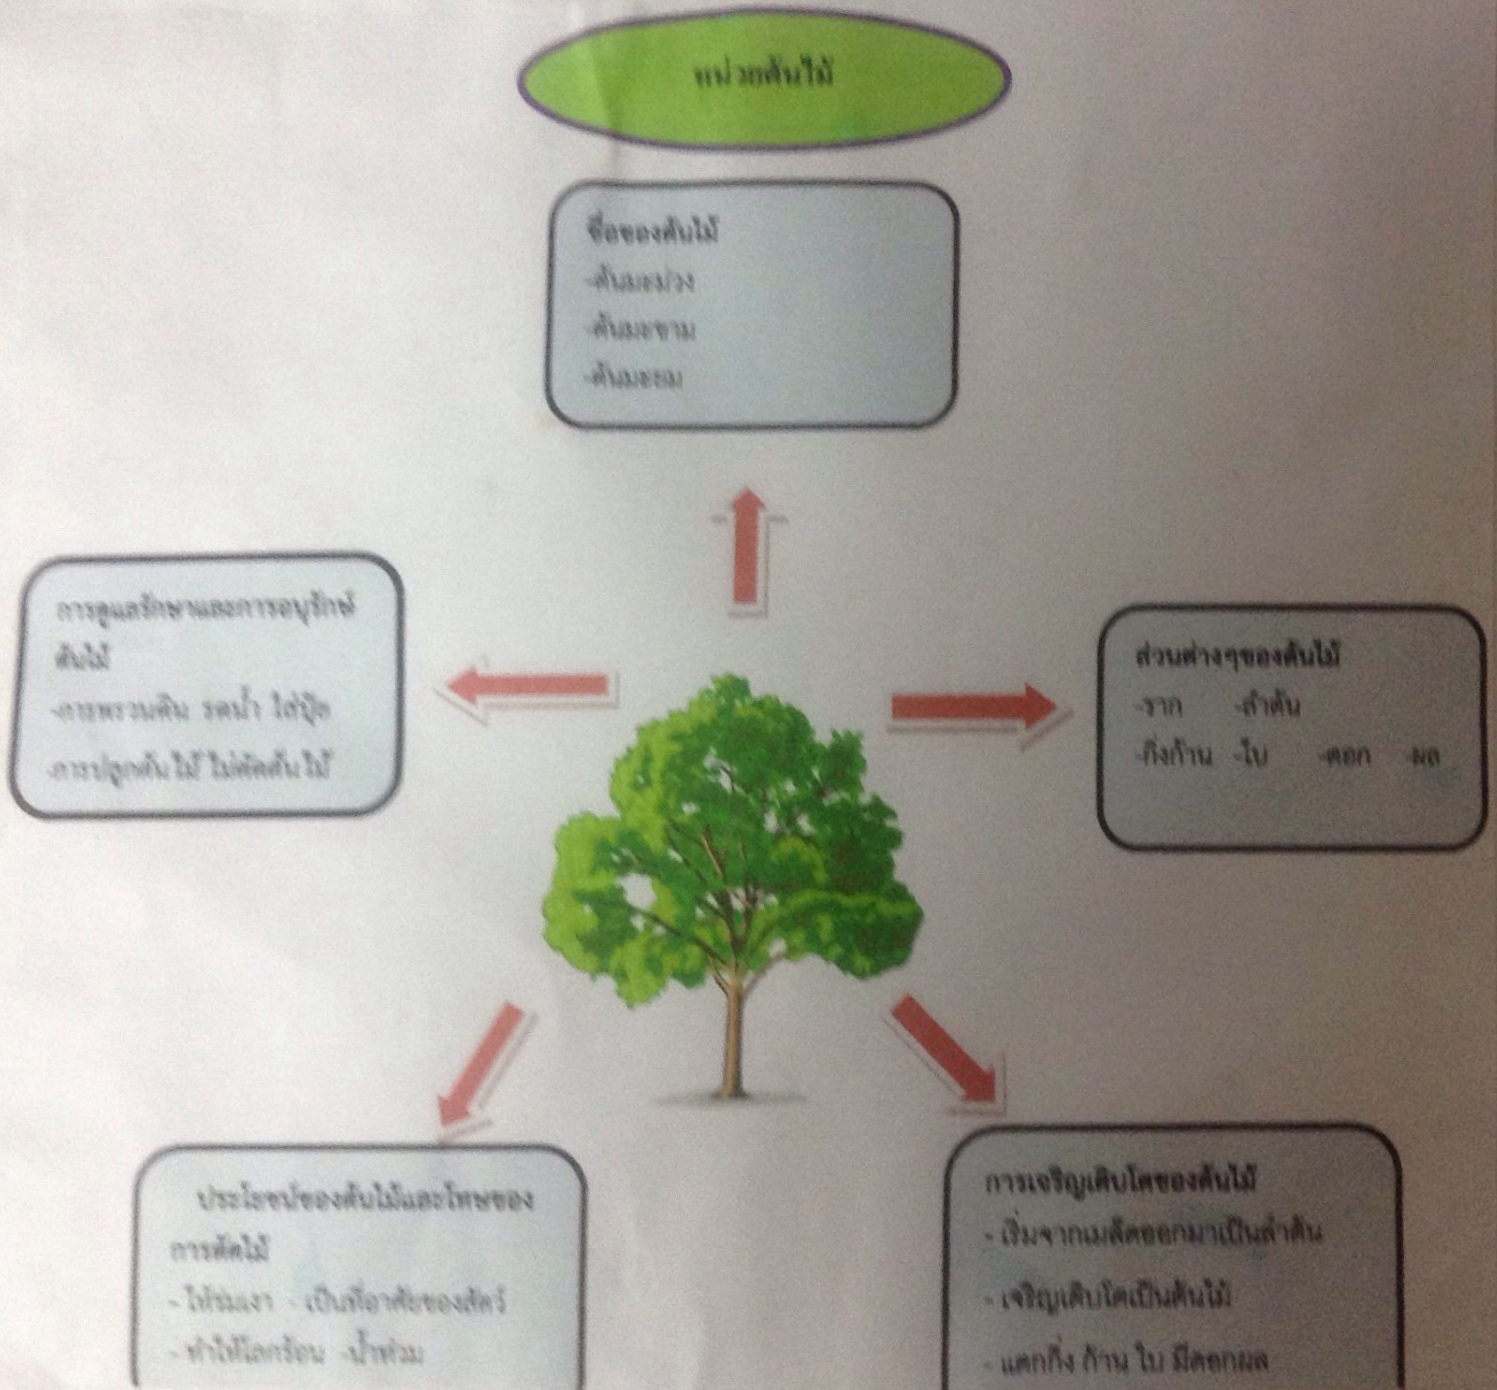 หน่วยต้นไม้
ชื่อของต้นไม้
-ต้นมะม่วง
-ต้นมะขาม
-ต้นมะยม
การดูแลรักษาและการอนุรักษ์
ต้นไม้
-การพรวนดิน รดน้ำ ใส่ปุ๋ย
-การปลูกต้นไม้ ไม่ตัดต้นไม้
ส่วนต่างๆของต้นไม้
-ราก -ลำต้น
-กิ่งก้าน -ใบ -ดอก -ผล
ประโยชน์ของต้นไม้และโทษของ
การตัดไม้
- ให้ร่มเงา - เป็นที่อาศัยของสัตว์
- ทำให้โลกร้อน -น้ำท่วม
การเจริญเติบโตของต้นไม้
- เริ่มจากเมล็ดออกมาเป็นลำต้น
- เจริญเติบโตเป็นต้นไม้
- แตกกิ่ง ก้าน ใบ มีดอกผล